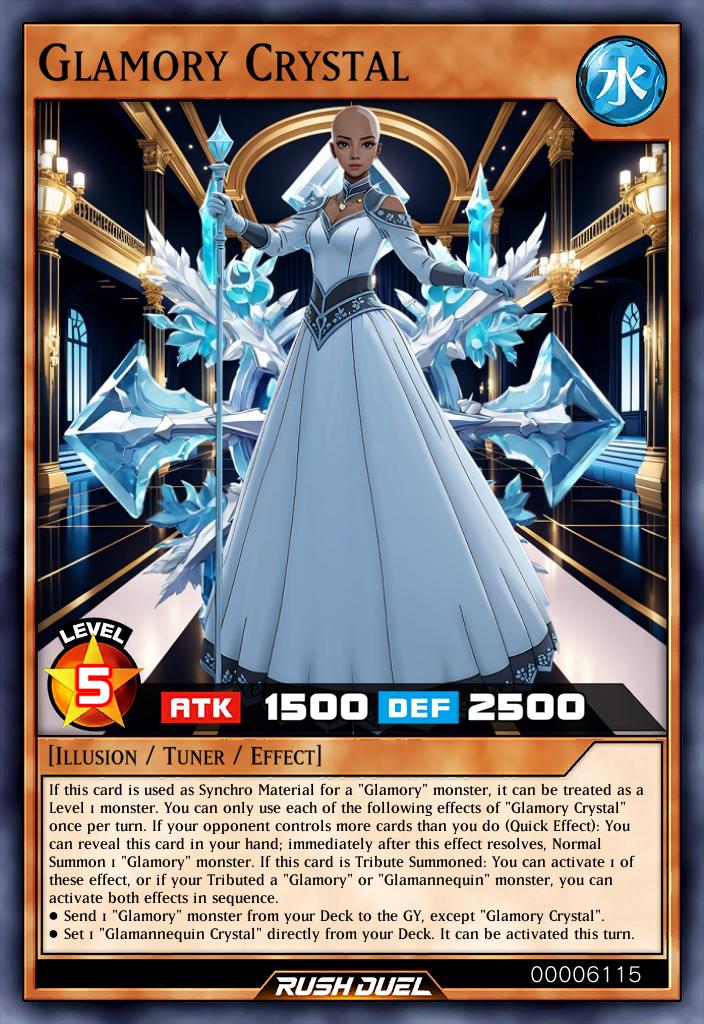 Glamory Crystal
水
LEVEL
5
ATK 1500 DEF 2500
[Illusion / Tuner / Effect]
If this card is used as Synchro Material for a "Glamory" monster, it can be treated as a
Level 1 monster. You can only use each of the following effects of "Glamory Crystal"
once per turn. If your opponent controls more cards than you do (Quick Effect): You
can reveal this card in your hand; immediately after this effect resolves, Normal
Summon 1 "Glamory" monster. If this card is Tribute Summoned: You can activate 1 of
these effect, or if your Tributed a "Glamory" or "Glamannequin" monster, you can
activate both effects in sequence.
● Send 1 "Glamory" monster from your Deck to the GY, except "Glamory Crystal".
● Set 1 "Glamannequin Crystal" directly from your Deck. It can be activated this turn.
00006115
RUSH DUEL